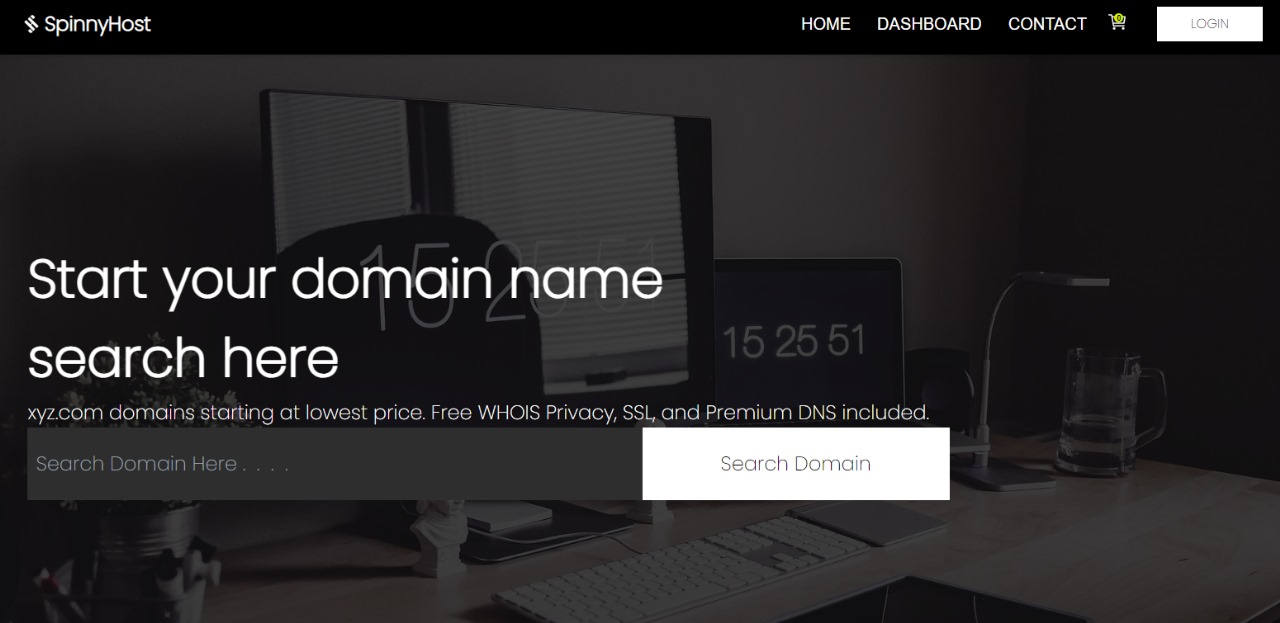 SpinnyHost
HOME DASHBOARD CONTACT 0 LOGIN
15 25 51
Start your domain name
15 25 51
search here
xyz.com domains starting at lowest price. Free WHOIS Privacy, SSL, and Premium DNS included.
Search Domain Here . . . . Search Domain